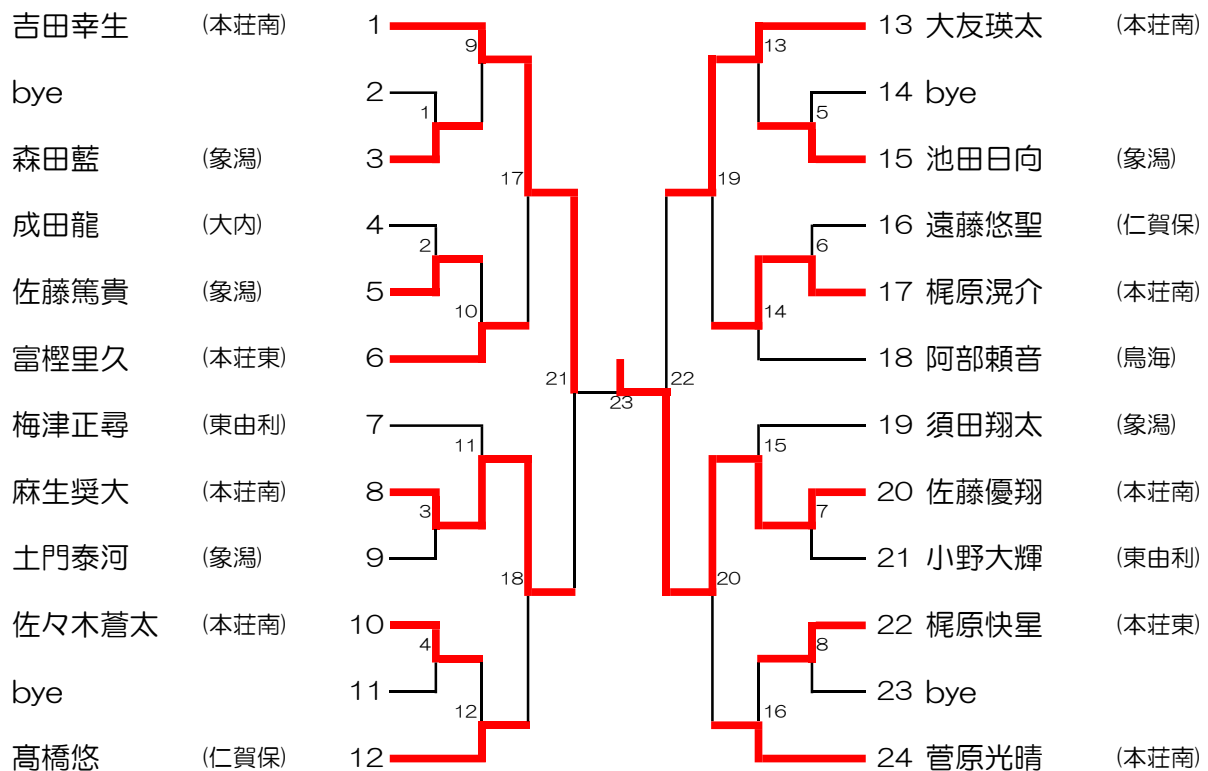 吉田幸生 (本荘南) 1
13 大友瑛太 (本荘南)
9
13
bye 2
14 bye
1
5
森田藍 (象潟) 3
15 池田日向 (象潟)
17
19
成田龍 (大内) 4
16 遠藤悠聖 (仁賀保)
2
6
佐藤篤貴 (象潟) 5
17 梶原滉介 (本荘南)
10
14
富樫里久 (本荘東) 6
18 阿部頼音 (鳥海)
21
22
23
梅津正尋 (東由利) 7
19 須田翔太 (象潟)
11
15
麻生奨大 (本荘南) 8
20 佐藤優翔 (本荘南)
3
7
土門泰河 (象潟) 9
21 小野大輝 (東由利)
18
20
佐々木蒼太 (本荘南) 10
22 梶原快星 (本荘東)
4
8
bye 11
23 bye
12
16
髙橋悠 (仁賀保) 12
24 菅原光晴 (本荘南)